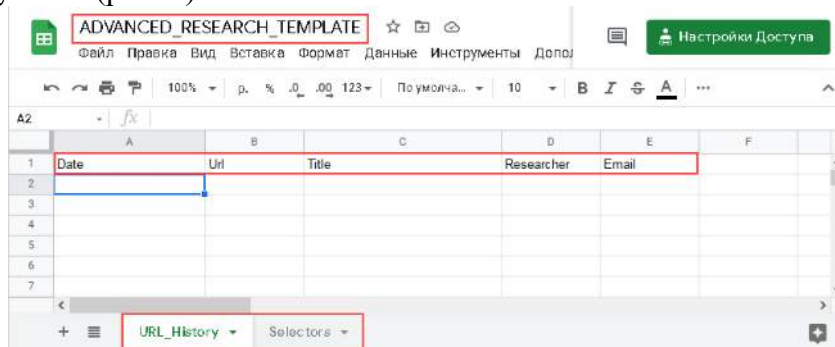 ADVANCED_RESEARCH_TEMPLATE
Файл Правка Вид Вставка Формат Данные Инструменты
Настройки Доступа
100% р. % .0 .00 123 По умолча... 10 B I S A ...
A2 fx
A B C D E F
1 Date Url Title Researcher Email
2
3
4
5
6
7
+ URL_History Selectors